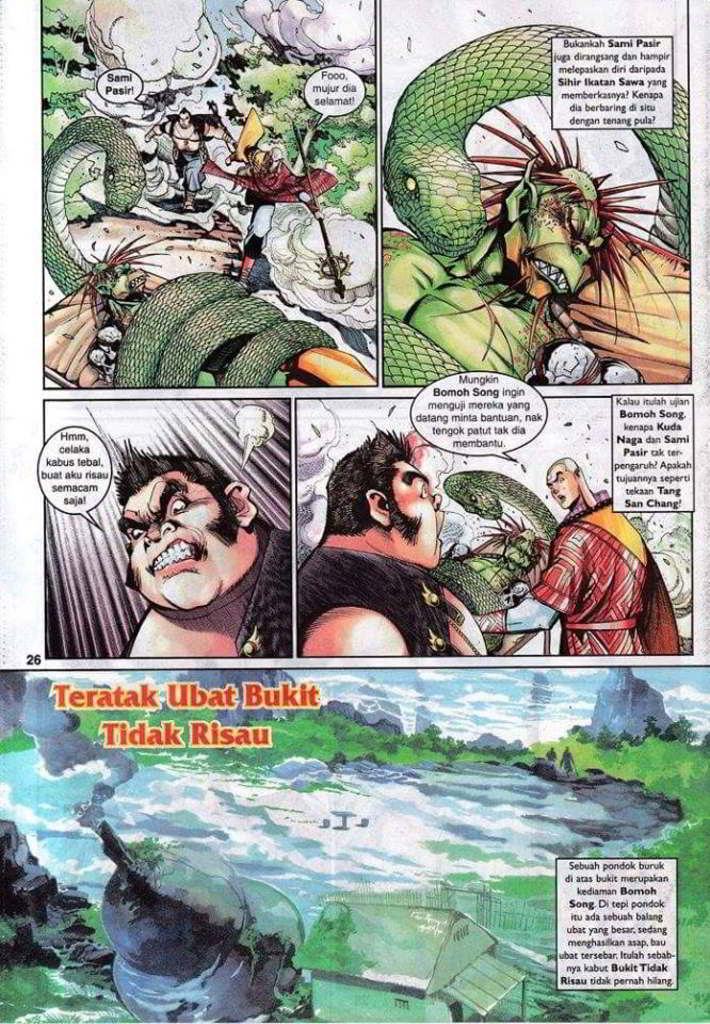 Sami
Pasir!
Fooo,
mujur dia
selamat!
Bukankah Sami Pasir
juga dirangsang dan hampir
melepaskan diri daripada
Sihir Ikatan Sawa yang
memberkasnya? Kenapa
dia berbaring di situ
dengan tenang pula?
Hmm,
celaka
kabus tebal,
buat aku risau
semacam
saja!
Mungkin
Bomoh Song ingin
menguji mereka yang
datang minta bantuan, nak
tengok patut tak dia
membantu.
Kalau itulah ujian
Bomoh Song,
kenapa Kuda
Naga dan Sami
Pasir tak ter-
pengaruh? Apakah
tujuannya seperti
tekaan Tang
San Chang?
26
Teratak Ubat Bukit
Tidak Risau
Sebuah pondok buruk
di atas bukit merupakan
kediaman Bomoh
Song. Di tepi pondok
itu ada sebuah balang
ubat yang besar, sedang
menghasilkan asap, bau
ubat tersebar. Itulah sebab-
nya kabut Bukit Tidak
Risau tidak pernah hilang.